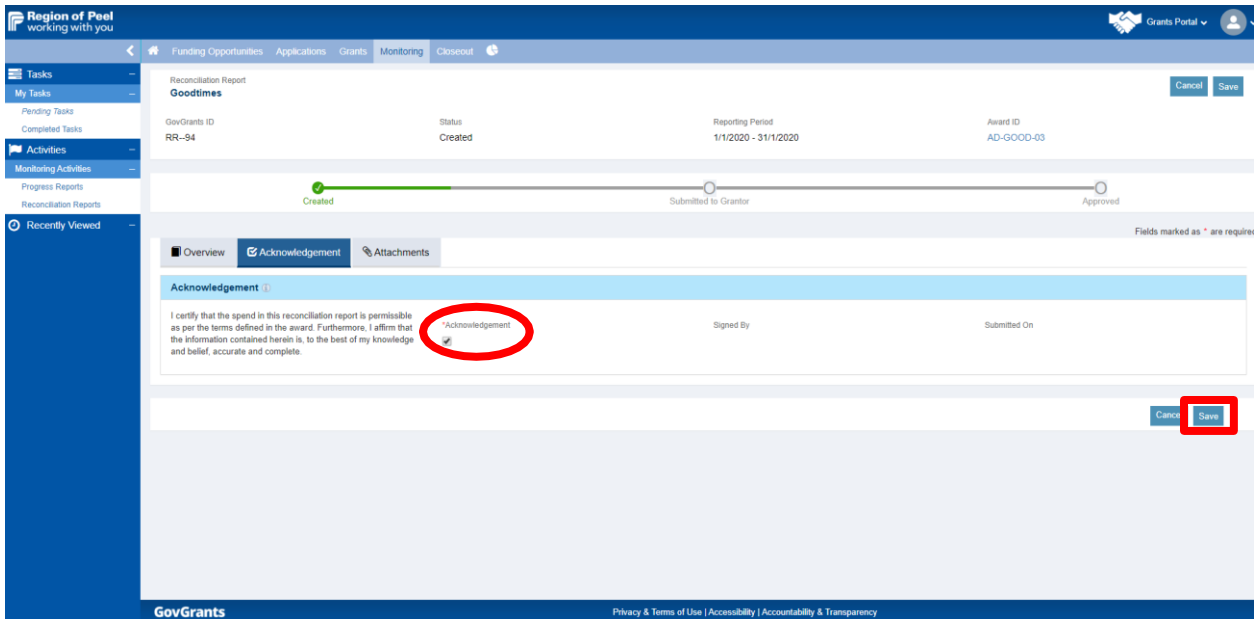 Region of Peel
working with you
Grants Portal
Funding Opportunities Applications Grants Monitoring Closeout
Tasks
My Tasks
Pending Tasks
Completed Tasks
Activities
Monitoring Activities
Progress Reports
Reconciliation Reports
Recently Viewed
Reconciliation Report
Goodtimes
Cancel Save
GovGrants ID Status Reporting Period Award ID
RR--94 Created 1/1/2020 - 31/1/2020 AD-GOOD-03
Created Submitted to Grantor Approved
Fields marked as * are required
Overview Acknowledgement Attachments
Acknowledgement
I certify that the spend in this reconciliation report is permissible
as per the terms defined in the award. Furthermore, I affirm that
the information contained herein is, to the best of my knowledge
and belief, accurate and complete.
*Acknowledgement Signed By Submitted On
Cance Save
GovGrants Privacy & Terms of Use | Accessibility | Accountability & Transparency